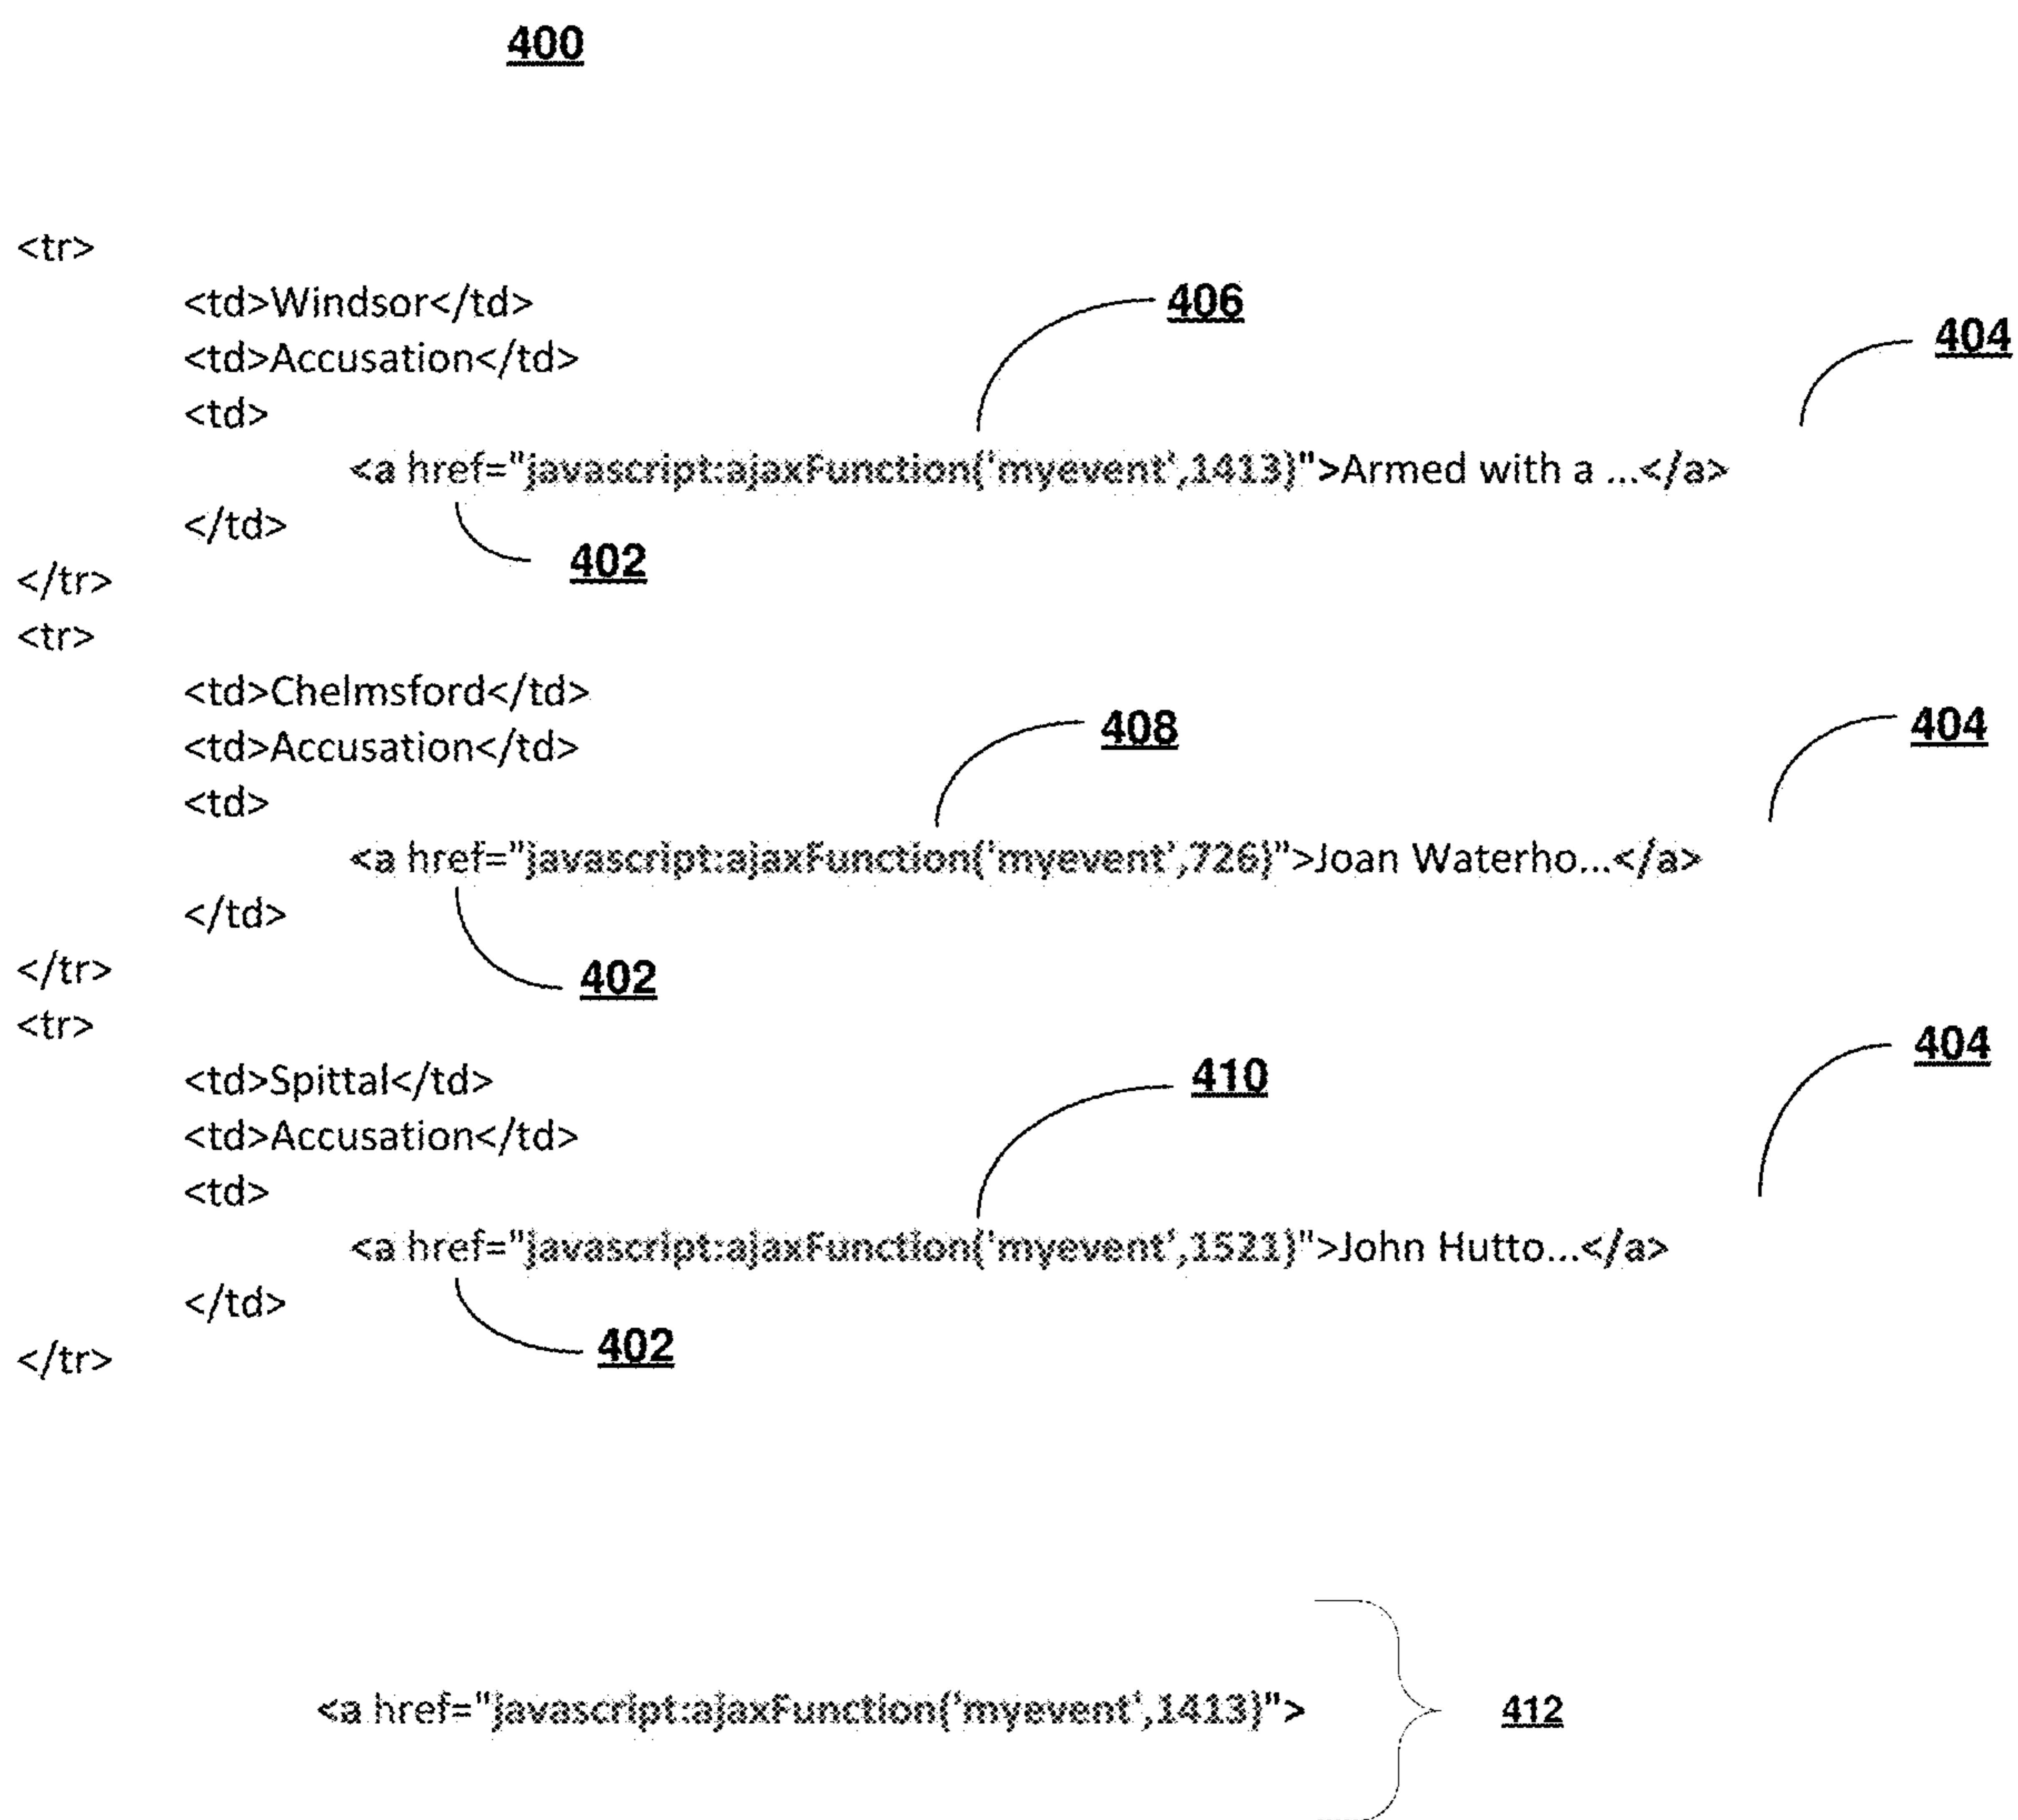 400
<tr>
<td>Windsor</td>
406
<td>Accusation</td>
404
<td>
<a href="javascript:ajaxFunction('myevent',1413)">Armed with a ...</a>
</td>
402
</tr>
<tr>
<td>Chelmsford</td>
408
404
<td>Accusation</td>
<td>
<a href="javascript:ajaxFunction('myevent',726)">Joan Waterho...</a>
</td>
</tr>
402
<tr>
404
<td>Spittal</td>
410
<td>Accusation</td>
<td>
<a href="javascript:ajaxFunction('myevent',1521)">John Hutto...</a>
</td>
402
</tr>
<a href="javascript:ajaxFunction('myevent',1413)">
412